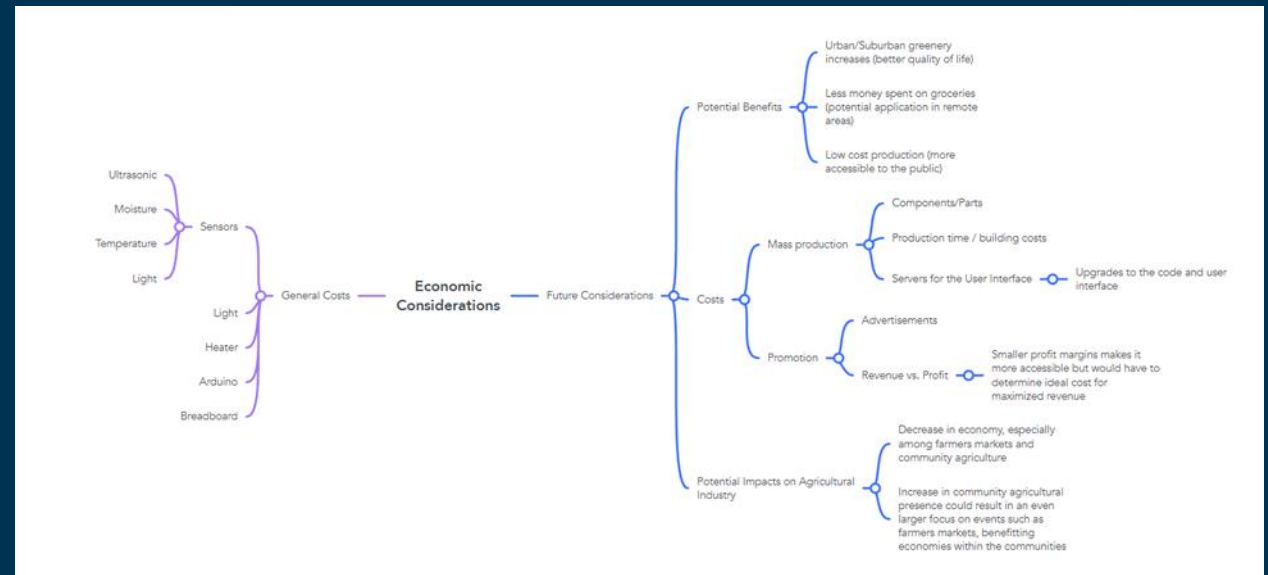 Economic
Considerations
General Costs
Sensors
Ultrasonic
Moisture
Temperature
Light
Light
Heater
Arduino
Breadboard
Future Considerations
Potential Benefits
Urban/Suburban greenery
increases (better quality of life)
Less money spent on groceries
(potential application in remote
areas)
Low cost production (more
accessible to the public)
Costs
Mass production
Components/Parts
Production time / building costs
Servers for the User Interface
Upgrades to the code and user
interface
Promotion
Advertisements
Revenue vs. Profit
Smaller profit margins makes it
more accessible but would have to
determine ideal cost for
maximized revenue
Potential Impacts on Agricultural
Industry
Decrease in economy, especially
among farmers markets and
community agriculture
Increase in community agricultural
presence could result in an even
larger focus on events such as
farmers markets, benefitting
economies within the communities